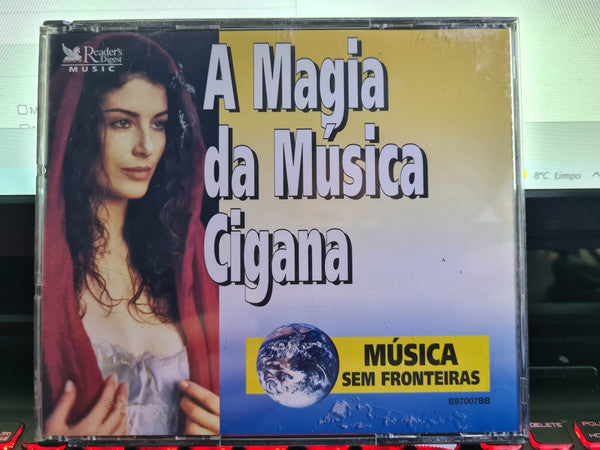 Reader's
Digest
MUSIC
A Magia
da Música
Cigana
MÚSICA
SEM FRONTEIRAS
B97007BB
8°C Limpo
DELETE